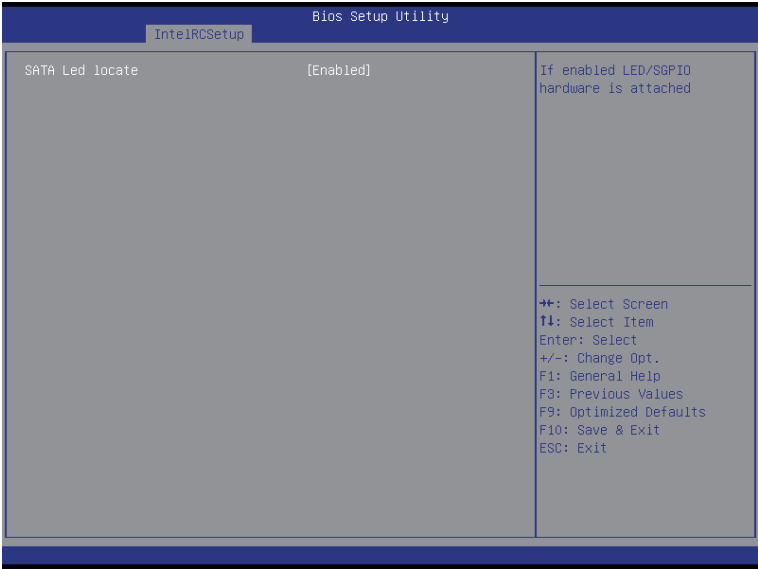 Bios Setup Utility
IntelRCSetup
SATA Led locate [Enabled]
If enabled LED/SGPIO
hardware is attached
→←: Select Screen
↑↓: Select Item
Enter: Select
+/-: Change Opt.
F1: General Help
F3: Previous Values
F9: Optimized Defaults
F10: Save & Exit
ESC: Exit